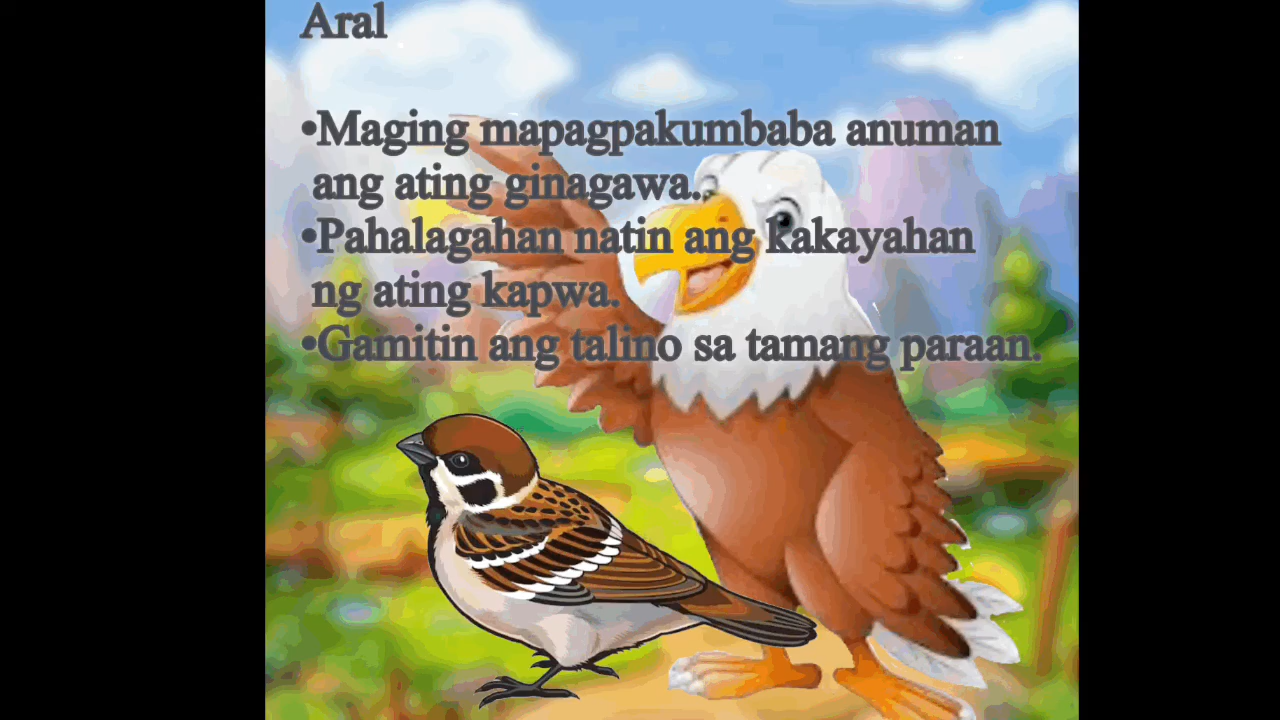 Aral
•Maging mapagpakumbaba anuman
ang ating ginagawa.
•Pahalagahan natin ang kakayahan
ng ating kapwa.
•Gamitin ang talino sa tamang paraan.